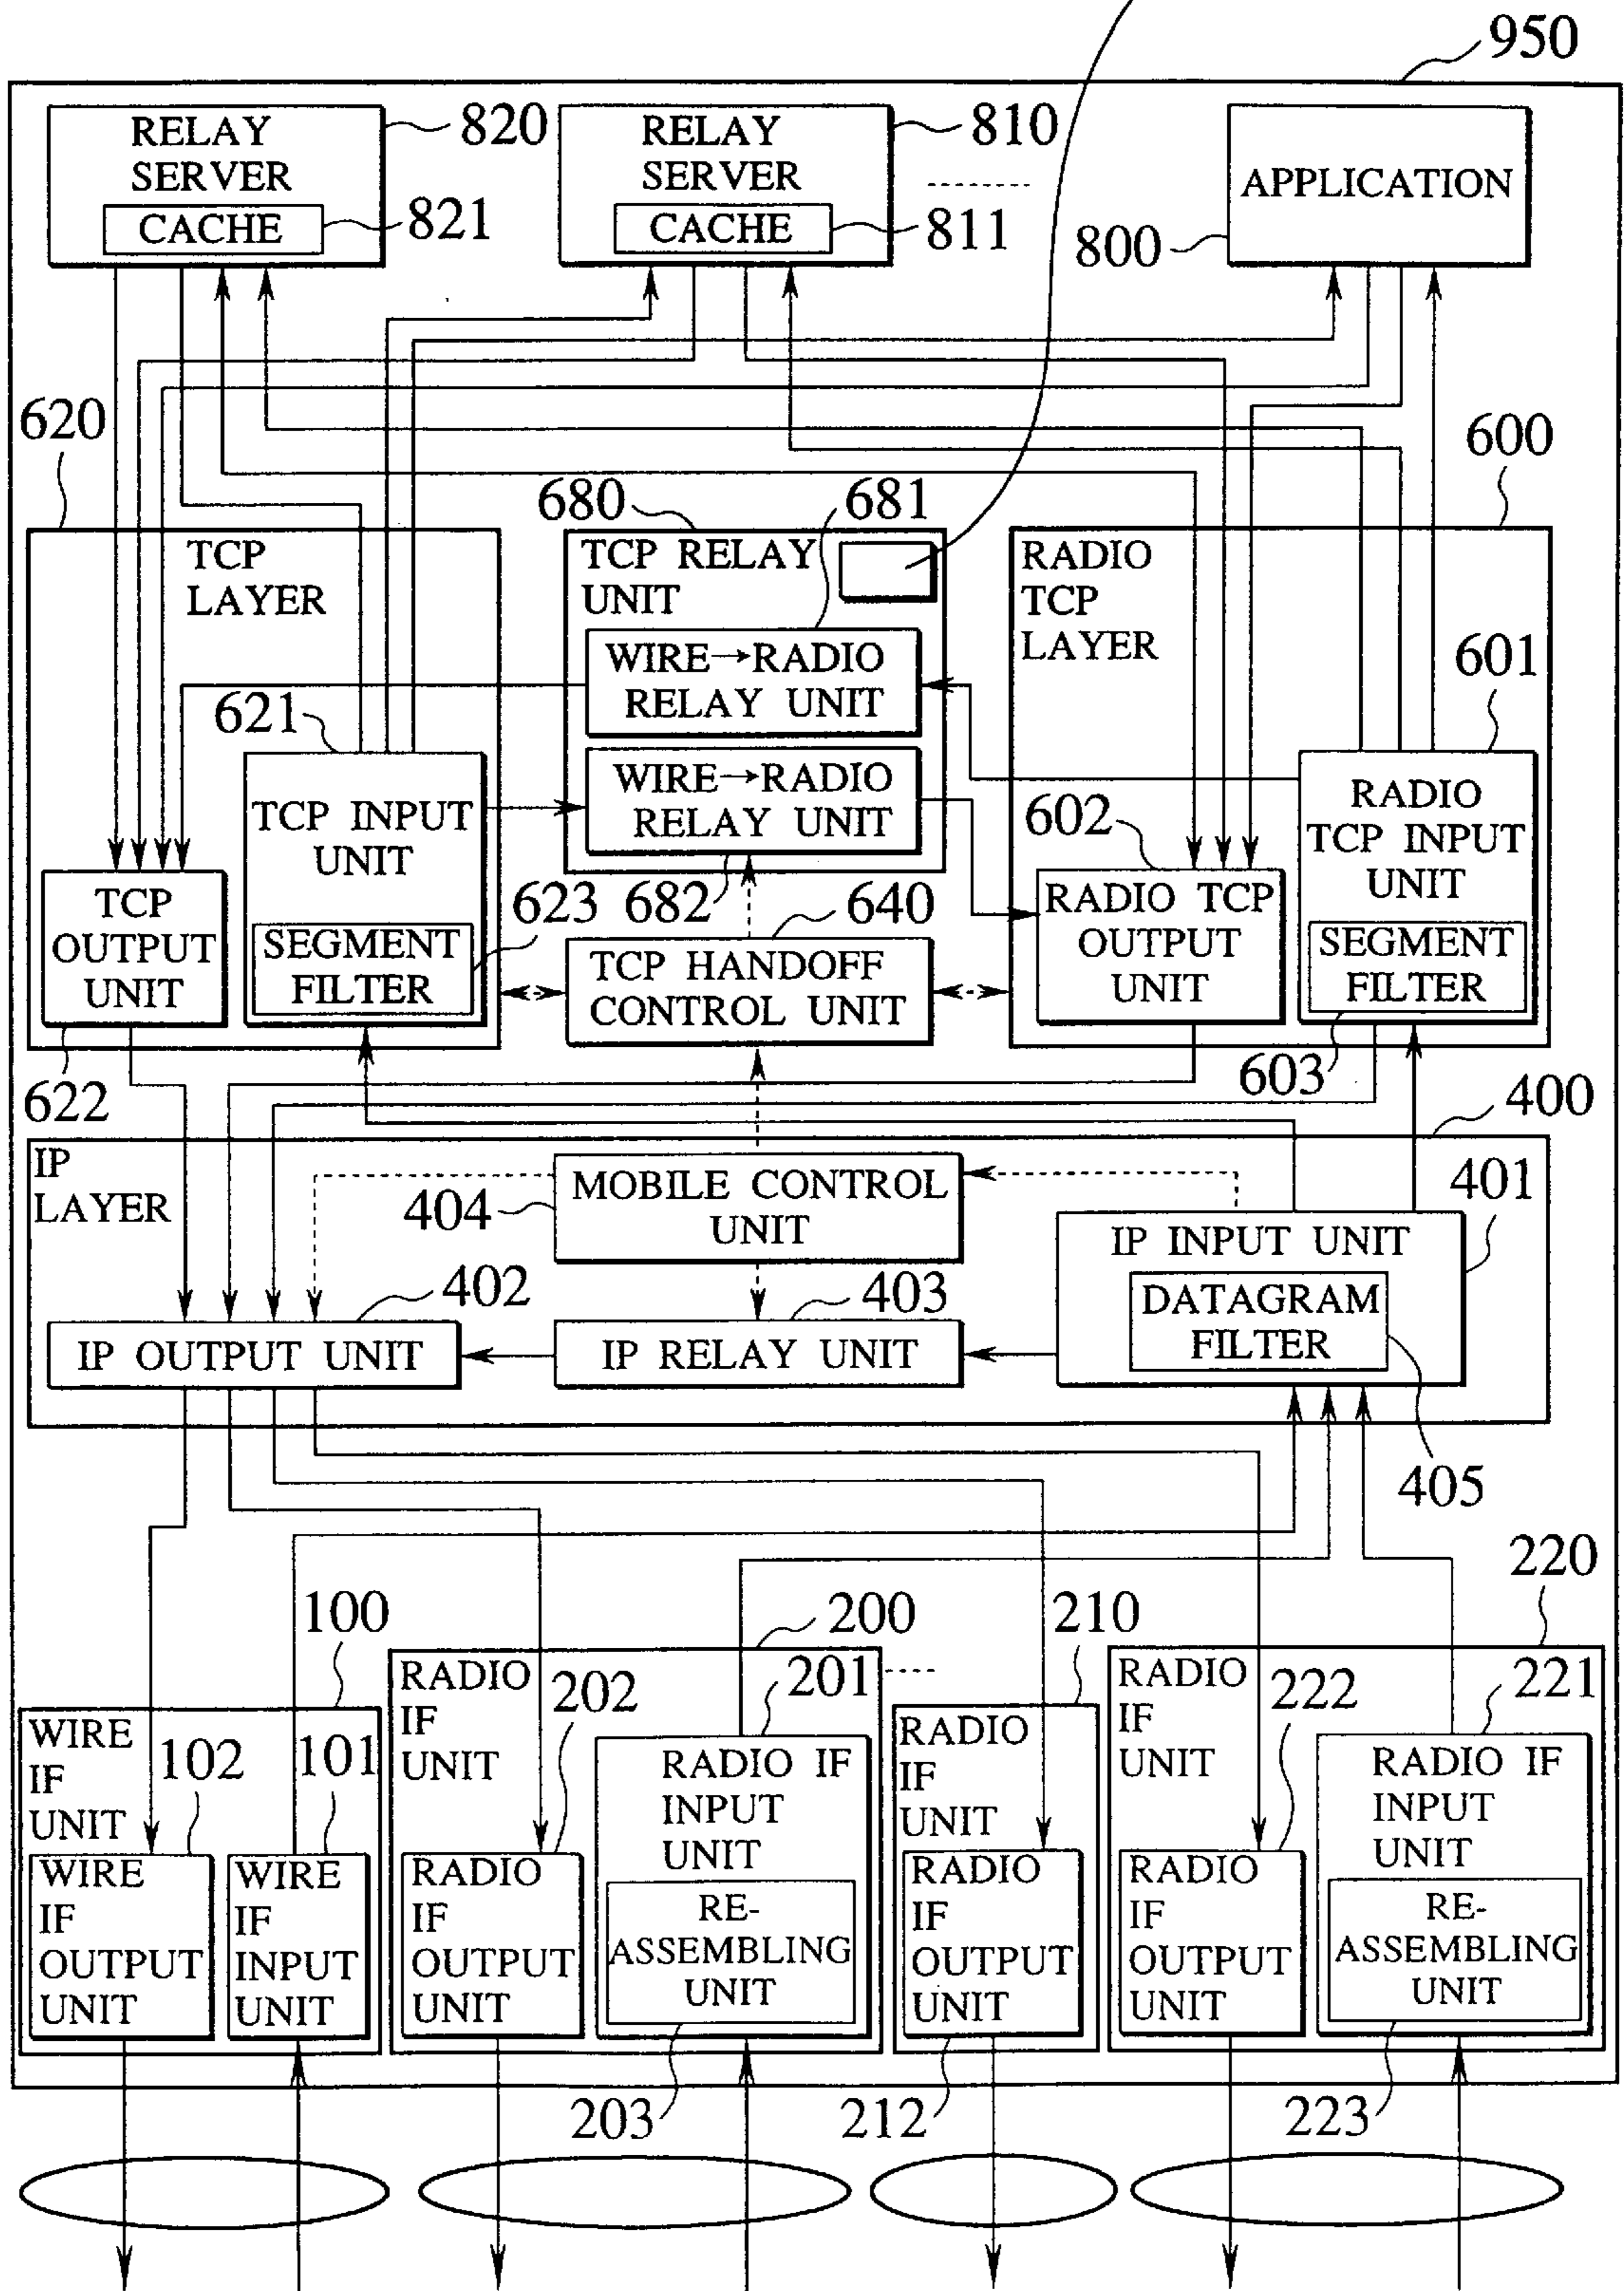 950
RELAY
SERVER
CACHE
820
821
RELAY
SERVER
CACHE
810
811
APPLICATION
800
620
600
680
681
TCP
LAYER
TCP RELAY
UNIT
RADIO
TCP
LAYER
WIRE→RADIO
RELAY UNIT
601
621
WIRE→RADIO
RELAY UNIT
TCP INPUT
UNIT
SEGMENT
FILTER
602
RADIO
TCP INPUT
UNIT
SEGMENT
FILTER
TCP
OUTPUT
UNIT
623
682
640
TCP HANDOFF
CONTROL UNIT
RADIO TCP
OUTPUT
UNIT
622
603
400
IP
LAYER
404
MOBILE CONTROL
UNIT
401
IP INPUT UNIT
DATAGRAM
FILTER
402
403
IP OUTPUT UNIT
IP RELAY UNIT
405
220
100
200
210
WIRE
IF
UNIT
102
101
RADIO
IF
UNIT
202
201
RADIO
IF
UNIT
RADIO
IF
UNIT
222
221
WIRE
IF
OUTPUT
UNIT
WIRE
IF
INPUT
UNIT
RADIO
IF
OUTPUT
UNIT
RADIO IF
INPUT
UNIT
RE-
ASSEMBLING
UNIT
RADIO
IF
OUTPUT
UNIT
RADIO
IF
OUTPUT
UNIT
RADIO IF
INPUT
UNIT
RE-
ASSEMBLING
UNIT
203
212
223